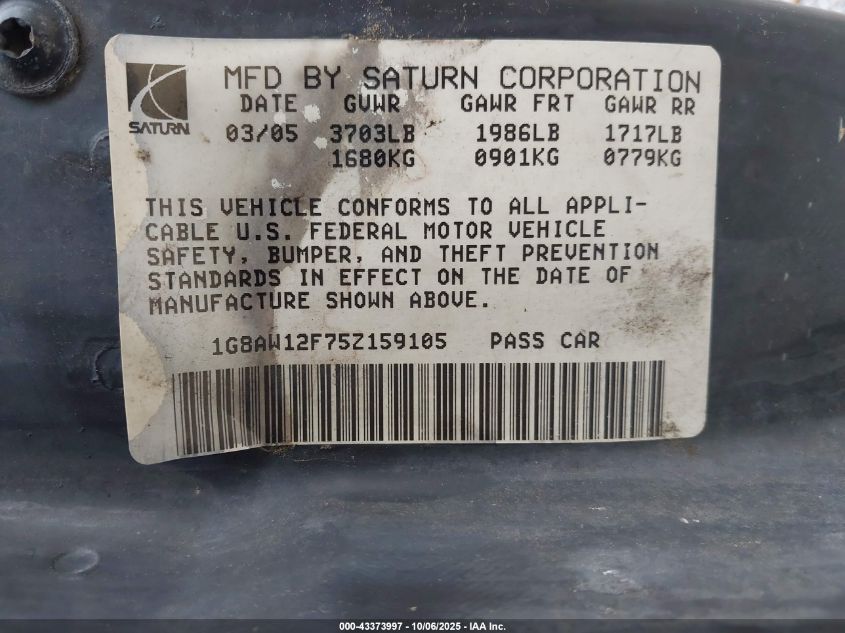 SATURN
MFD BY SATURN CORPORATION
DATE GVWR GAWR FRT GAWR RR
03/05 3703LB 1986LB 1717LB
1680KG 0901KG 0779KG
THIS VEHICLE CONFORMS TO ALL APPLI-
CABLE U.S. FEDERAL MOTOR VEHICLE
SAFETY, BUMPER, AND THEFT PREVENTION
STANDARDS IN EFFECT ON THE DATE OF
MANUFACTURE SHOWN ABOVE.
1G8AW12F75Z159105 PASS CAR
000-43373997 - 10/06/2025 - IAA Inc.